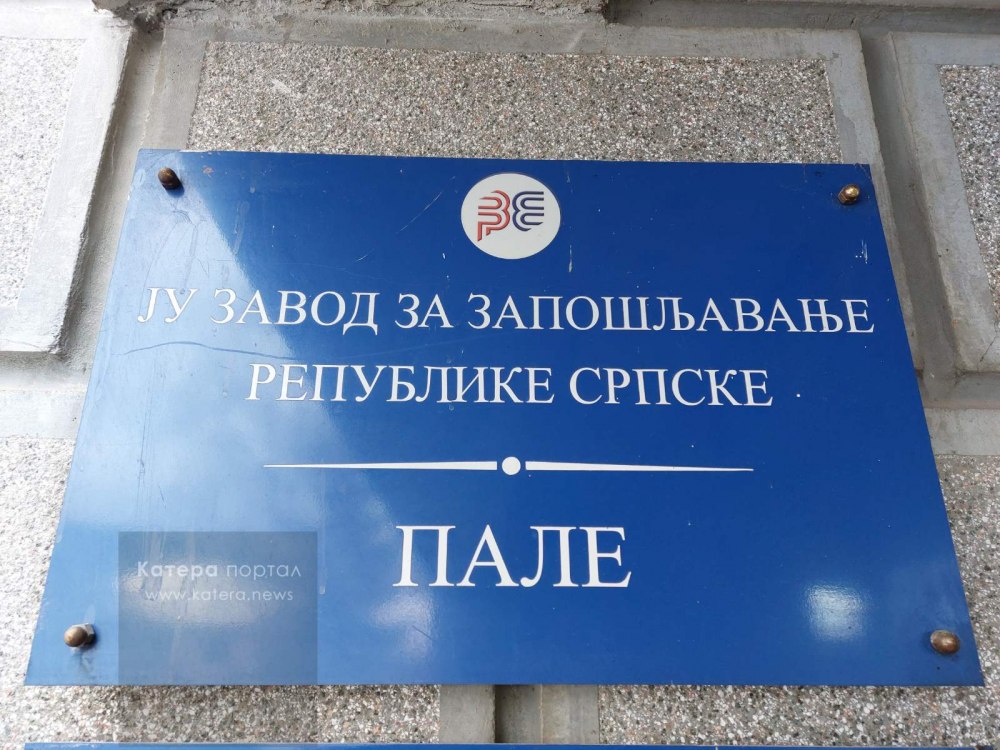 ЈУ ЗАВОД ЗА ЗАПОШЉАВАЊЕ
РЕПУБЛИКЕ СРПСКЕ
ПАЛЕ
Катера портал
www.katera.news